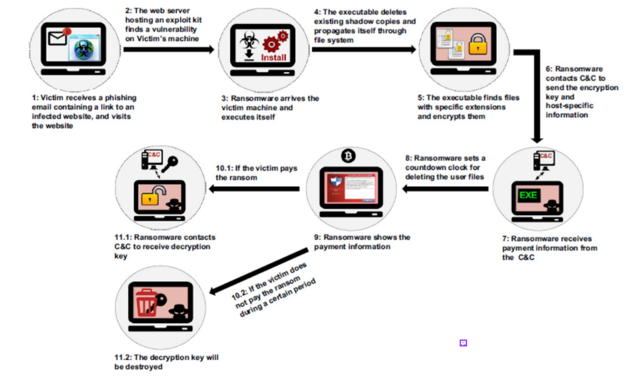 2: The web server
hosting an exploit kit
finds a vulnerability
on Victim's machine
4: The executable deletes
existing shadow copies and
propagates itself through
file system
Install
6: Ransomware
contacts C&C to
send the encryption
key and
host-specific
information
1: Victim receives a phishing
email containing a link to an
infected website, and visits
the website
3: Ransomware arrives the
victim machine and
executes itself
5: The executable finds files
with specific extensions
and encrypts them
C&C
10.1: If the victim pays
the ransom
8: Ransomware sets a
countdown clock for
deleting the user files
C&C
EXE
11.1: Ransomware contacts
C&C to receive decryption
key
9: Ransomware shows the
payment information
7: Ransomware receives
payment information from
the C&C
10.2: If the victim does
not pay the ransom
during a certain period
11.2: The decryption key will
be destroyed